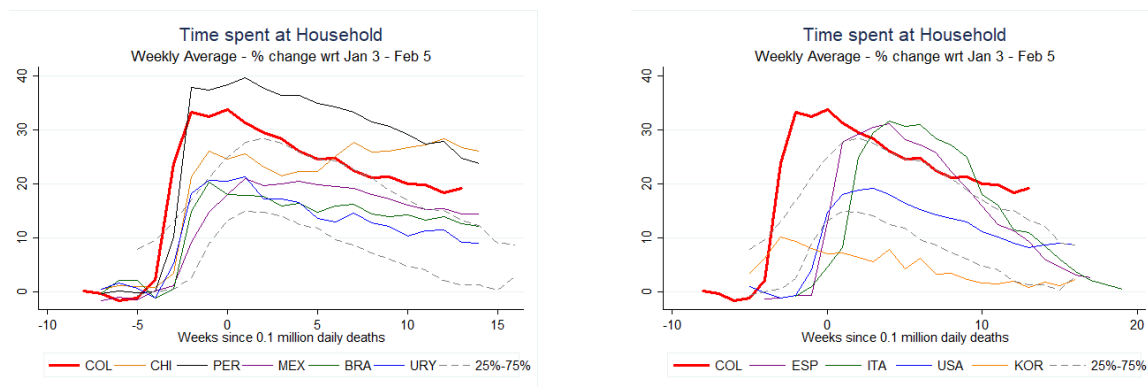 Time spent at Household
Weekly Average - % change wrt Jan 3 - Feb 5
40
30
20
10
0
-10
-5
0
5
10
15
Weeks since 0.1 million daily deaths
COL CHI PER MEX BRA URY 25%-75%
Time spent at Household
Weekly Average - % change wrt Jan 3 - Feb 5
40
30
20
10
0
-10
0
10
20
Weeks since 0.1 million daily deaths
COL ESP ITA USA KOR 25%-75%